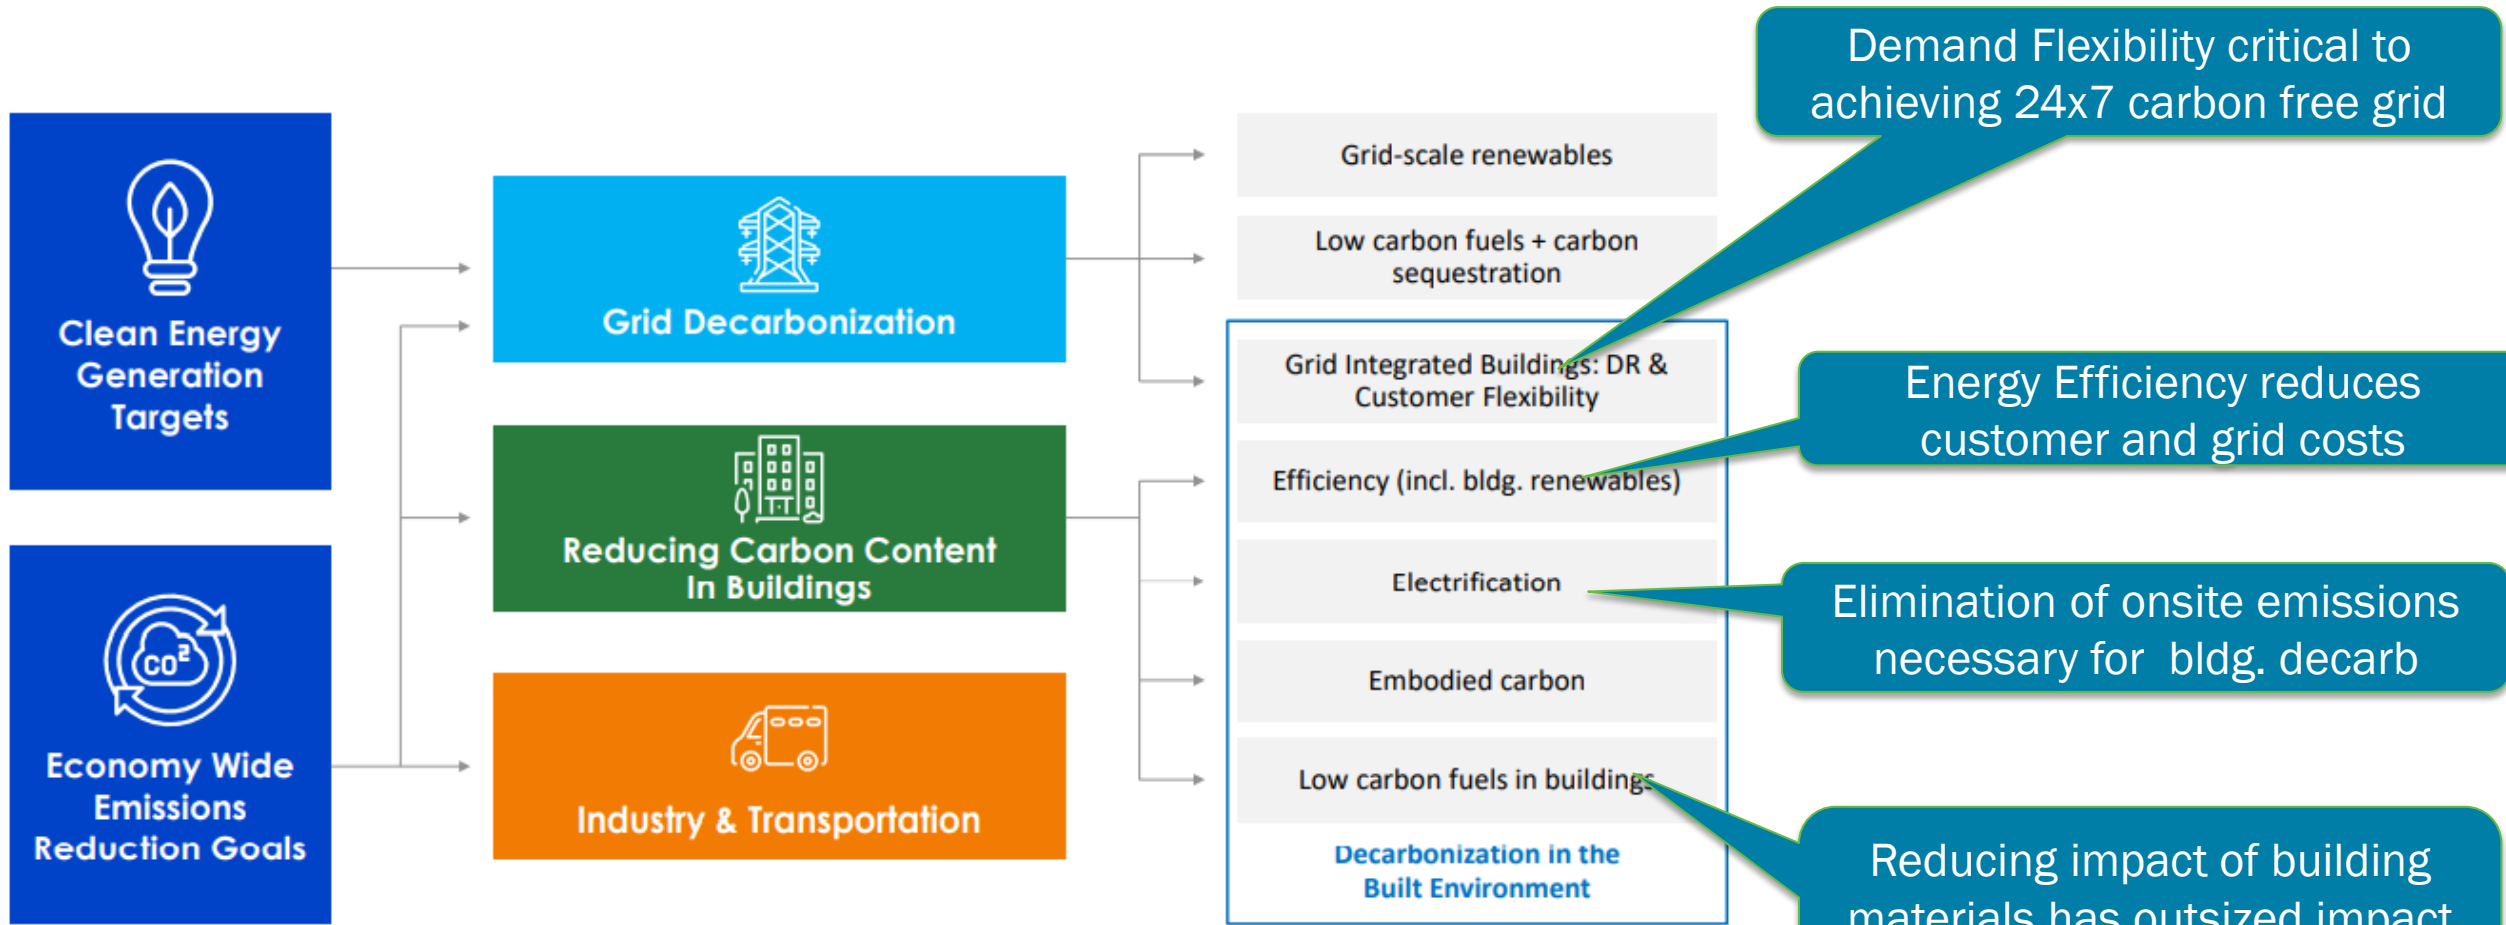 Clean Energy
Generation
Targets
Economy Wide
Emissions
Reduction Goals
CO²
Grid Decarbonization
Reducing Carbon Content
In Buildings
Industry & Transportation
Grid-scale renewables
Low carbon fuels + carbon
sequestration
Grid Integrated Buildings: DR &
Customer Flexibility
Efficiency (incl. bldg. renewables)
Electrification
Embodied carbon
Low carbon fuels in buildings
Decarbonization in the
Built Environment
Demand Flexibility critical to
achieving 24x7 carbon free grid
Energy Efficiency reduces
customer and grid costs
Elimination of onsite emissions
necessary for bldg. decarb
Reducing impact of building
materials has outsized impact